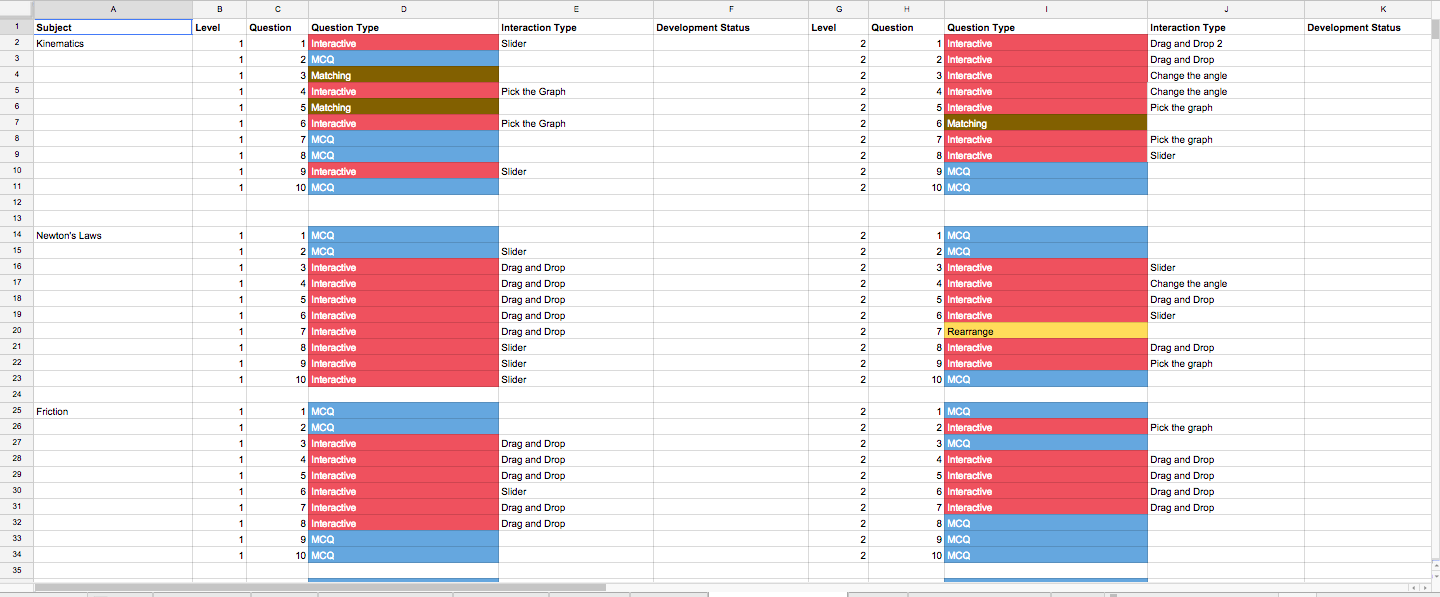 A B C D E F G H I J K
1 Subject Level Question Question Type Interaction Type Development Status Level Question Question Type Interaction Type Development Status
2 Kinematics 1 1 Interactive Slider 2 1 Interactive Drag and Drop 2
3 1 2 MCQ 2 2 Interactive Drag and Drop
4 1 3 Matching 2 3 Interactive Change the angle
5 1 4 Interactive Pick the Graph 2 4 Interactive Change the angle
6 1 5 Matching 2 5 Interactive Pick the graph
7 1 6 Interactive Pick the Graph 2 6 Matching
8 1 7 MCQ 2 7 Interactive Pick the graph
9 1 8 MCQ 2 8 Interactive Slider
10 1 9 Interactive Slider 2 9 MCQ
11 1 10 MCQ 2 10 MCQ
12
13
14 Newton's Laws 1 1 MCQ 2 1 MCQ
15 1 2 MCQ Slider 2 2 MCQ
16 1 3 Interactive Drag and Drop 2 3 Interactive Slider
17 1 4 Interactive Drag and Drop 2 4 Interactive Change the angle
18 1 5 Interactive Drag and Drop 2 5 Interactive Drag and Drop
19 1 6 Interactive Drag and Drop 2 6 Interactive Slider
20 1 7 Interactive Drag and Drop 2 7 Rearrange
21 1 8 Interactive Slider 2 8 Interactive Drag and Drop
22 1 9 Interactive Slider 2 9 Interactive Pick the graph
23 1 10 Interactive Slider 2 10 MCQ
24
25 Friction 1 1 MCQ 2 1 MCQ
26 1 2 MCQ 2 2 Interactive Pick the graph
27 1 3 Interactive Drag and Drop 2 3 MCQ
28 1 4 Interactive Drag and Drop 2 4 Interactive Drag and Drop
29 1 5 Interactive Drag and Drop 2 5 Interactive Drag and Drop
30 1 6 Interactive Slider 2 6 Interactive Drag and Drop
31 1 7 Interactive Drag and Drop 2 7 Interactive Drag and Drop
32 1 8 Interactive Drag and Drop 2 8 MCQ
33 1 9 MCQ 2 9 MCQ
34 1 10 MCQ 2 10 MCQ
35